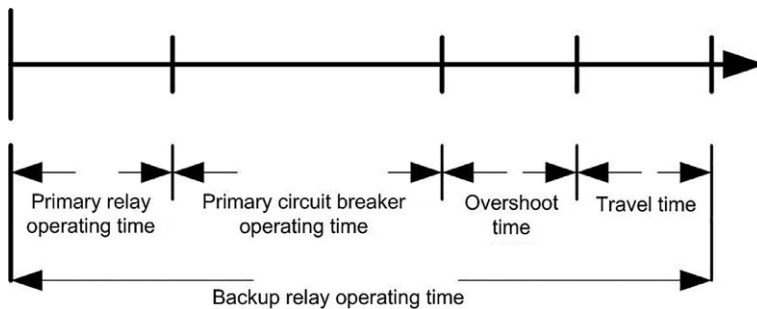 Primary relay
operating time
Primary circuit breaker
operating time
Overshoot
time
Travel time
Backup relay operating time